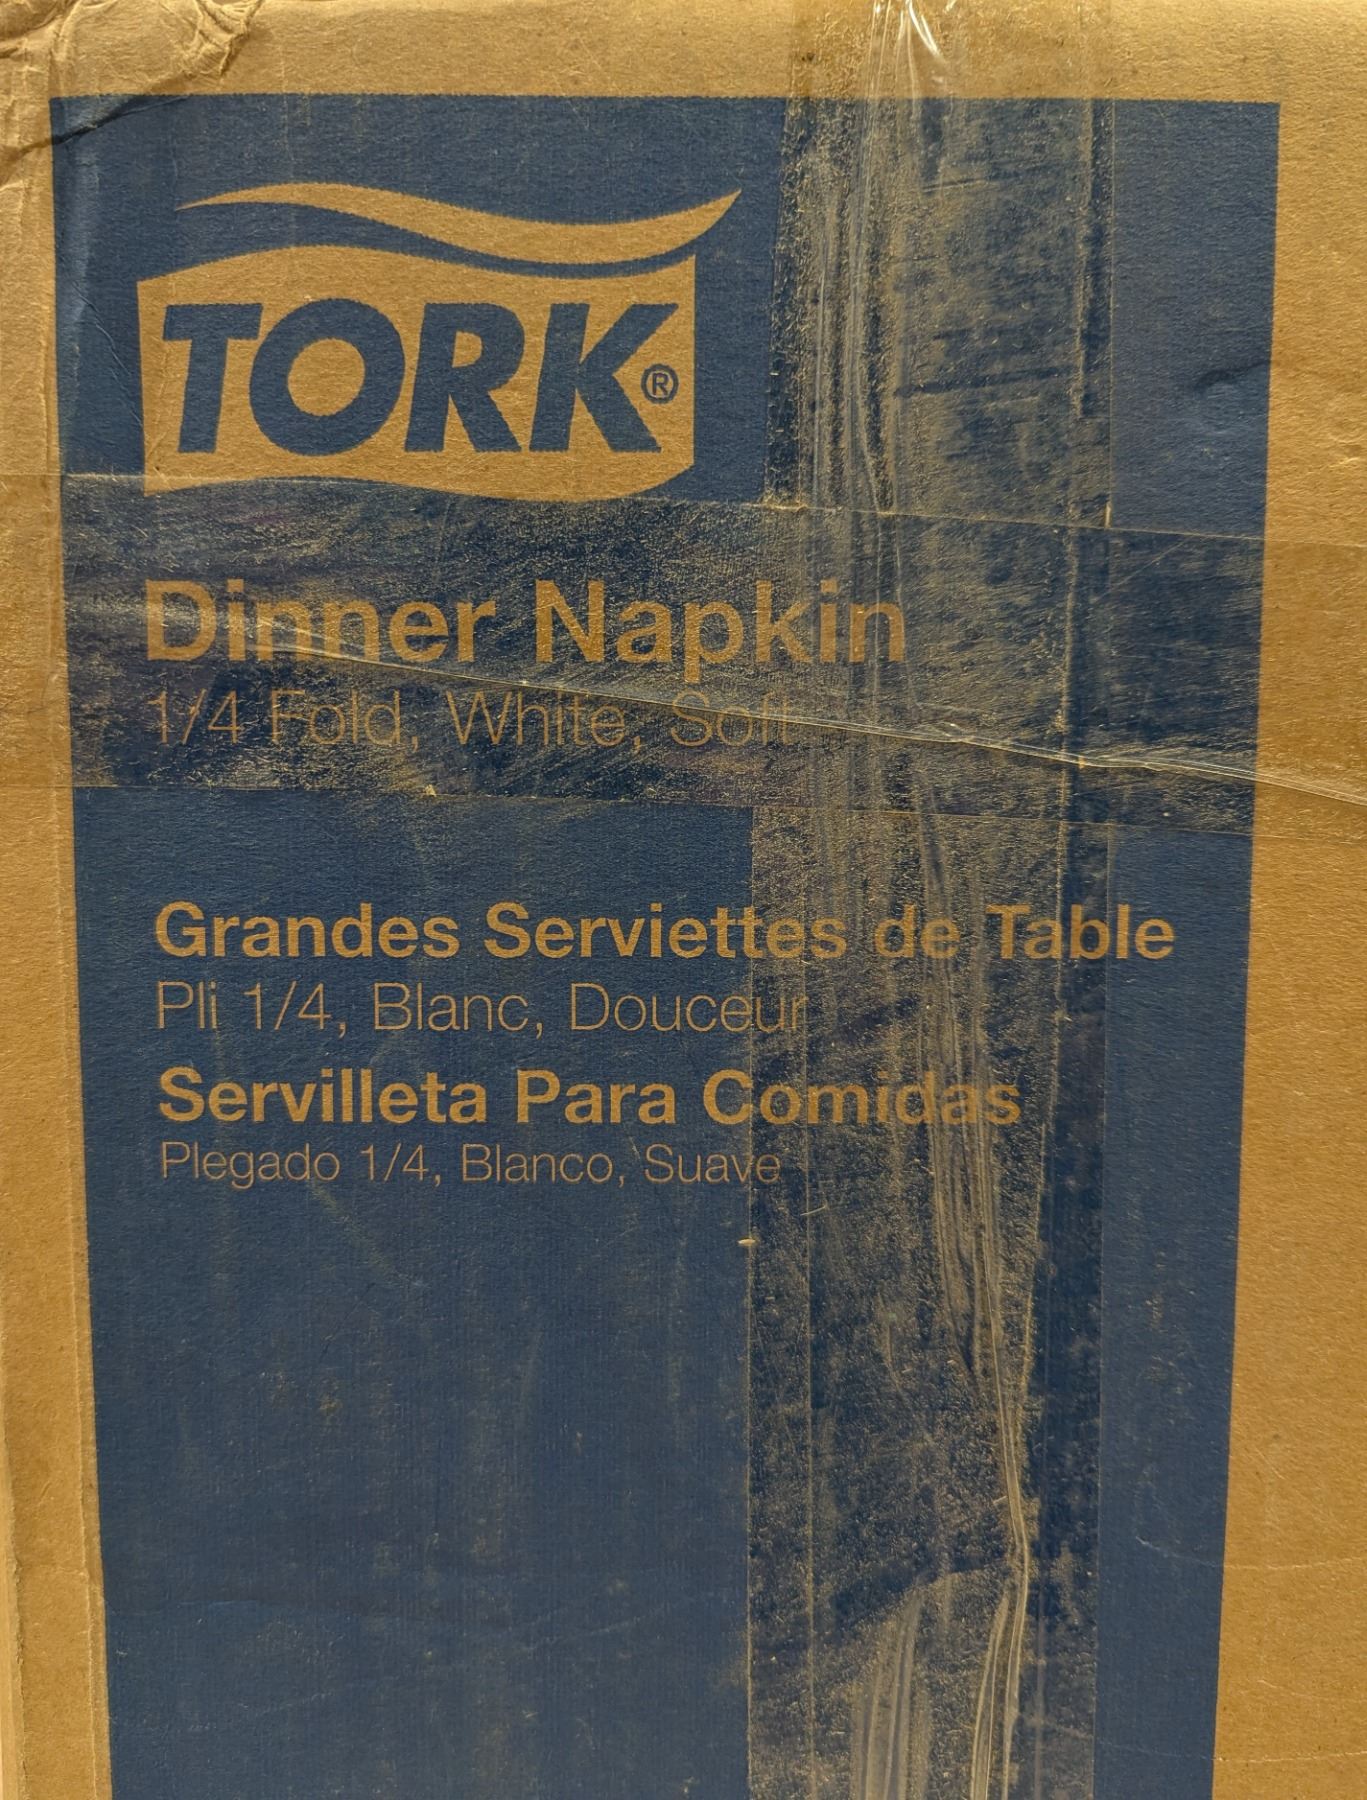 TORK®
Dinner Napkin
1/4 Fold, White, Soft
Grandes Serviettes de Table
Pli 1/4, Blanc, Douceur
Servilleta Para Comidas
Plegado 1/4, Blanco, Suave